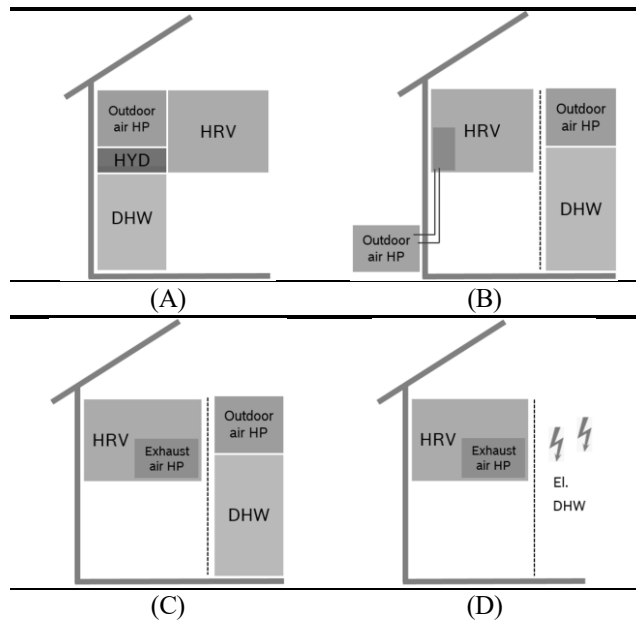 Outdoor
air HP
HRV
HYD
DHW
(A)
HRV
Outdoor
air HP
DHW
Outdoor
air HP
(B)
HRV
Exhaust
air HP
Outdoor
air HP
DHW
(C)
HRV
Exhaust
air HP
El.
DHW
(D)